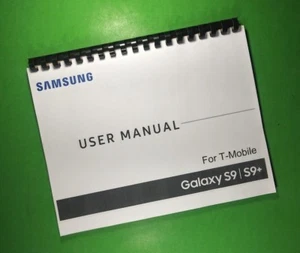 SAMSUNG
USER MANUAL
For T-Mobile
Galaxy S9 | S9+